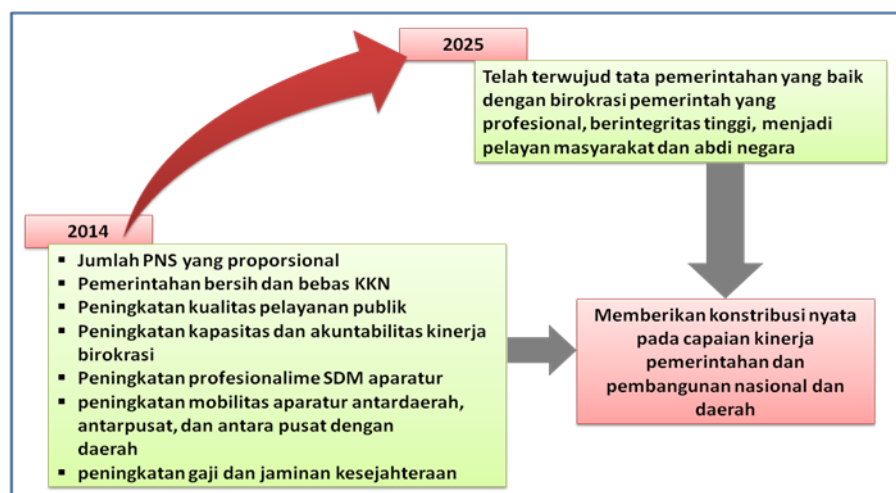 2025
Telah terwujud tata pemerintahan yang baik
dengan birokrasi pemerintah yang
profesional, berintegritas tinggi, menjadi
pelayan masyarakat dan abdi negara
2014
▪ Jumlah PNS yang proporsional
▪ Pemerintahan bersih dan bebas KKN
▪ Peningkatan kualitas pelayanan publik
▪ Peningkatan kapasitas dan akuntabilitas kinerja
birokrasi
▪ Peningkatan profesionalime SDM aparatur
▪ peningkatan mobilitas aparatur antardaerah,
antarpusat, dan antara pusat dengan
daerah
▪ peningkatan gaji dan jaminan kesejahteraan
Memberikan konstribusi nyata
pada capaian kinerja
pemerintahan dan
pembangunan nasional dan
daerah